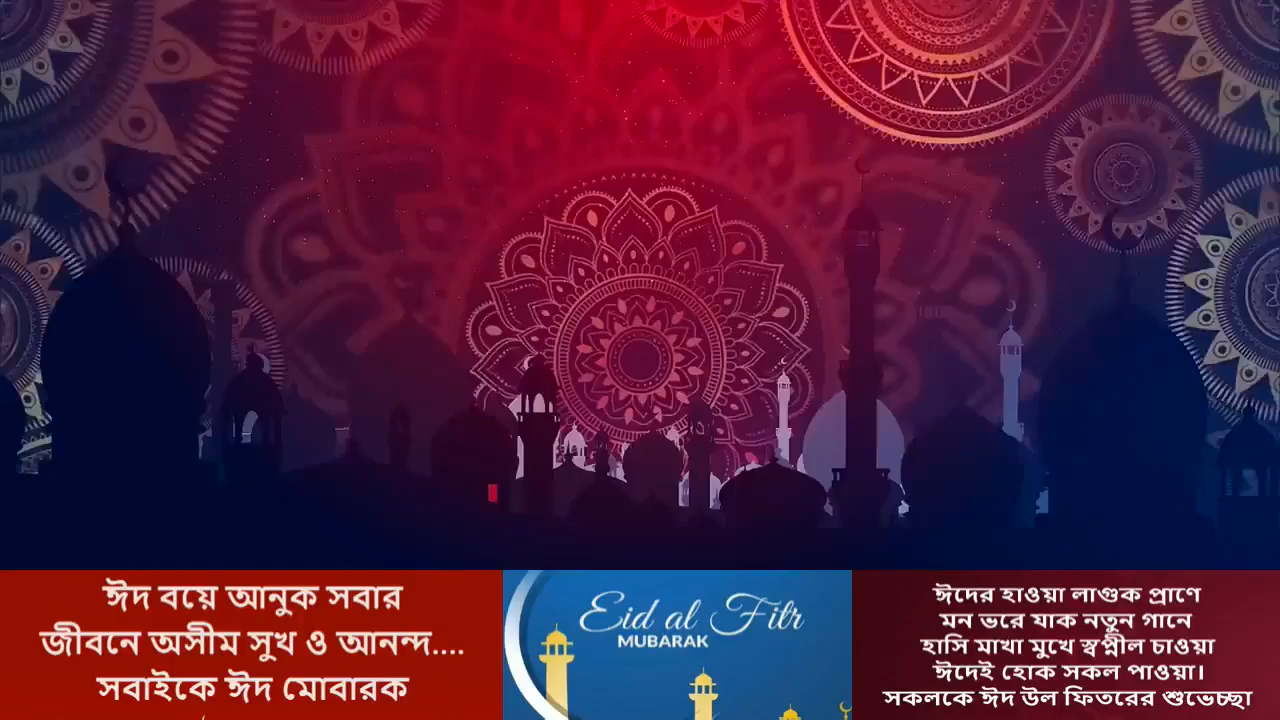 ঈদ বয়ে আনুক সবার
জীবনে অসীম সুখ ও আনন্দ....
সবাইকে ঈদ মোবারক
Eid al Fitr
MUBARAK
ঈদের হাওয়া লাগুক প্রাণে
মন ভরে যাক নতুন গানে
হাসি মাখা মুখে স্বপ্নীল চাওয়া
ঈদেই হোক সকল পাওয়া।
সকলকে ঈদ উল ফিতরের শুভেচ্ছা